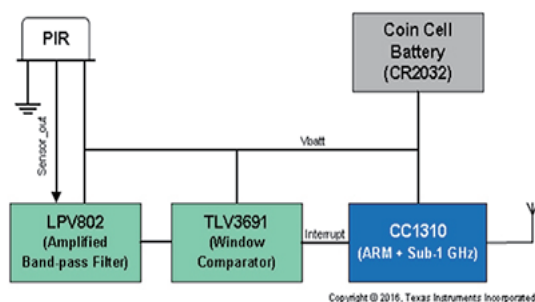 PIR
Coin Cell
Battery
(CR2032)
Sensor_out
Vbatt
LPV802
(Amplified
Band-pass Filter)
TLV3691
(Window
Comparator)
Interrupt
CC1310
(ARM + Sub-1 GHz)
Copyright © 2016, Texas Instruments Incorporated